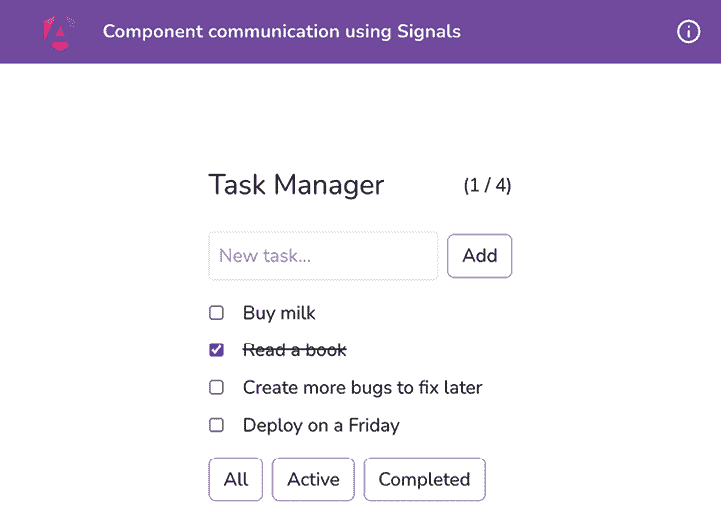 Component communication using Signals
Task Manager (1 / 4)
New task... Add
Buy milk
Read a book
Create more bugs to fix later
Deploy on a Friday
All Active Completed